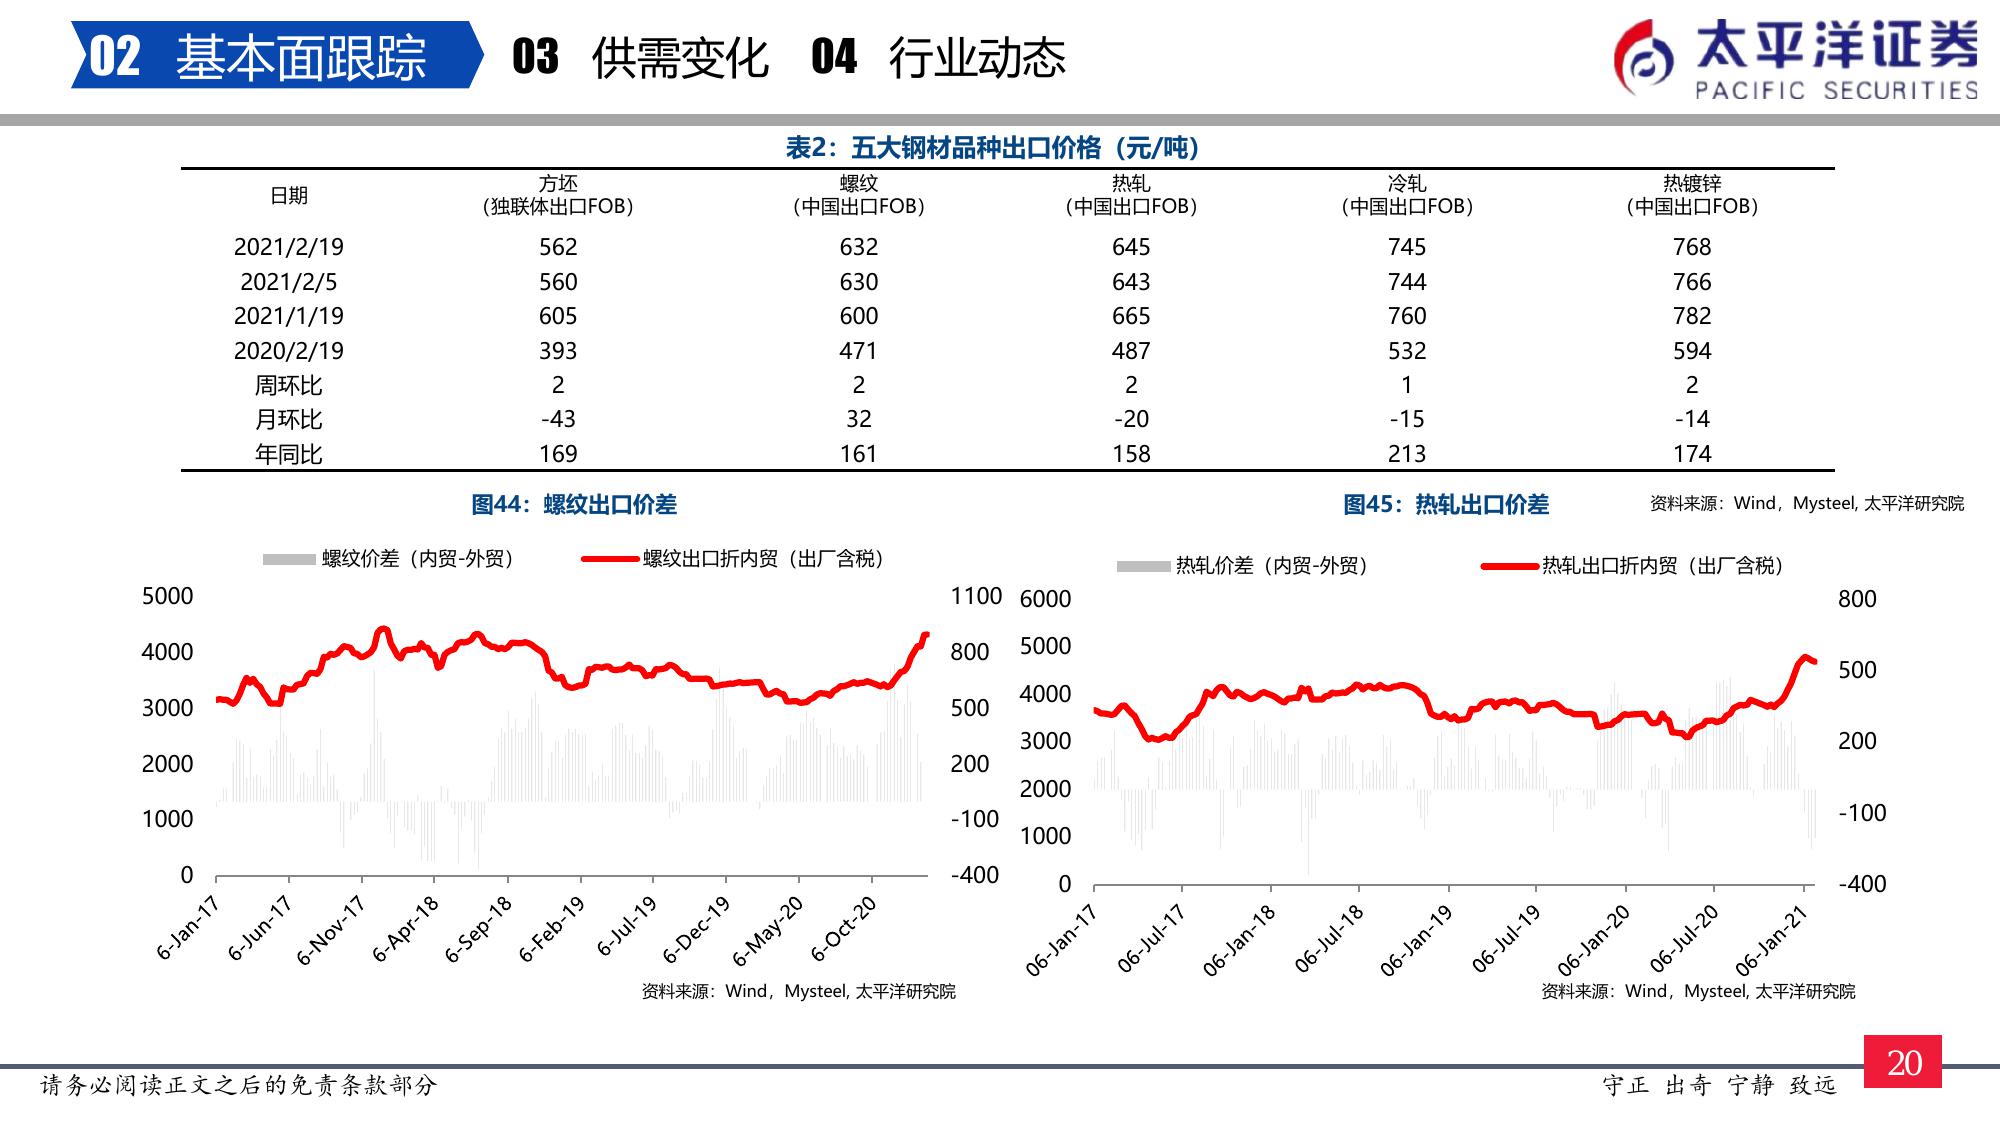 02 基本面跟踪 03 供需变化 04 行业动态
太平洋证券
PACIFIC SECURITIES
表2：五大钢材品种出口价格（元/吨）
日期 方坯 螺纹 热轧 冷轧 热镀锌
（独联体出口FOB） （中国出口FOB） （中国出口FOB） （中国出口FOB） （中国出口FOB）
2021/2/19 562 632 645 745 768
2021/2/5 560 630 643 744 766
2021/1/19 605 600 665 760 782
2020/2/19 393 471 487 532 594
周环比 2 2 2 1 2
月环比 -43 32 -20 -15 -14
年同比 169 161 158 213 174
图44：螺纹出口价差
螺纹价差（内贸-外贸） 螺纹出口折内贸（出厂含税）
5000 1100
4000 800
3000 500
2000 200
1000 -100
0 -400
6-Jan-17 6-Jun-17 6-Nov-17 6-Apr-18 6-Sep-18 6-Feb-19 6-Jul-19 6-Dec-19 6-May-20 6-Oct-20
资料来源：Wind，Mysteel, 太平洋研究院
图45：热轧出口价差
资料来源：Wind，Mysteel, 太平洋研究院
热轧价差（内贸-外贸） 热轧出口折内贸（出厂含税）
6000 800
5000
500
4000
3000 200
2000
-100
1000
0 -400
06-Jan-17 06-Jul-17 06-Jan-18 06-Jul-18 06-Jan-19 06-Jul-19 06-Jan-20 06-Jul-20 06-Jan-21
资料来源：Wind，Mysteel, 太平洋研究院
请务必阅读正文之后的免责条款部分
守正 出奇 宁静 致远
20